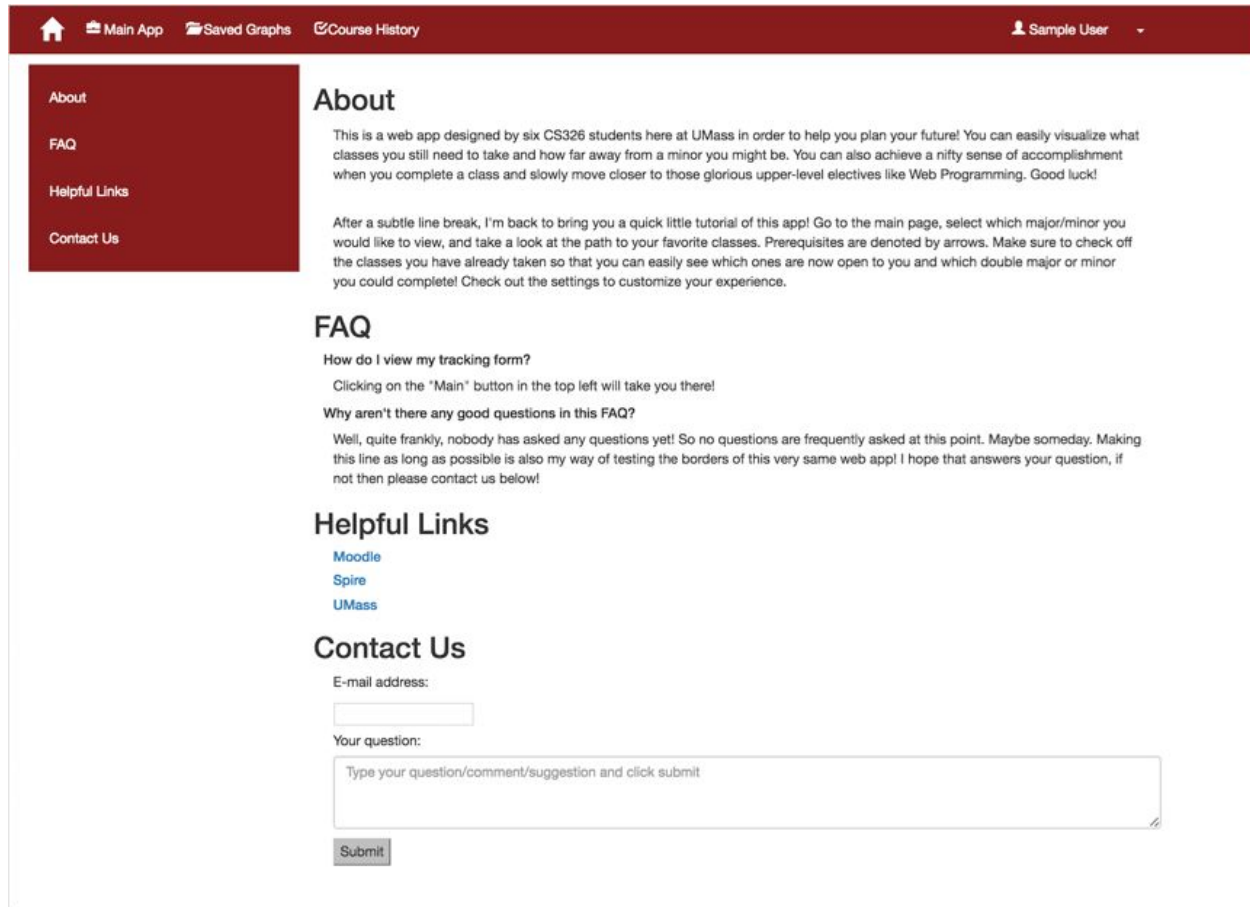 Main App Saved Graphs Course History Sample User
About
FAQ
Helpful Links
Contact Us
About
This is a web app designed by six CS326 students here at UMass in order to help you plan your future! You can easily visualize what
classes you still need to take and how far away from a minor you might be. You can also achieve a nifty sense of accomplishment
when you complete a class and slowly move closer to those glorious upper-level electives like Web Programming. Good luck!
After a subtle line break, I'm back to bring you a quick little tutorial of this app! Go to the main page, select which major/minor you
would like to view, and take a look at the path to your favorite classes. Prerequisites are denoted by arrows. Make sure to check off
the classes you have already taken so that you can easily see which ones are now open to you and which double major or minor
you could complete! Check out the settings to customize your experience.
FAQ
How do I view my tracking form?
Clicking on the "Main" button in the top left will take you there!
Why aren't there any good questions in this FAQ?
Well, quite frankly, nobody has asked any questions yet! So no questions are frequently asked at this point. Maybe someday. Making
this line as long as possible is also my way of testing the borders of this very same web app! I hope that answers your question, if
not then please contact us below!
Helpful Links
Moodle
Spire
UMass
Contact Us
E-mail address:
Your question:
Type your question/comment/suggestion and click submit
Submit